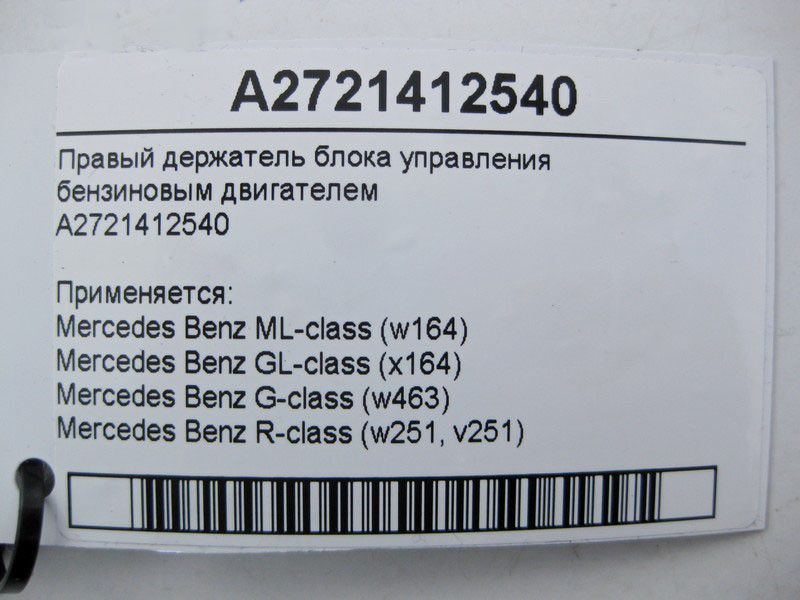 A2721412540
Правый держатель блока управления
бензиновым двигателем
A2721412540
Применяется:
Mercedes Benz ML-class (w164)
Mercedes Benz GL-class (x164)
Mercedes Benz G-class (w463)
Mercedes Benz R-class (w251, v251)